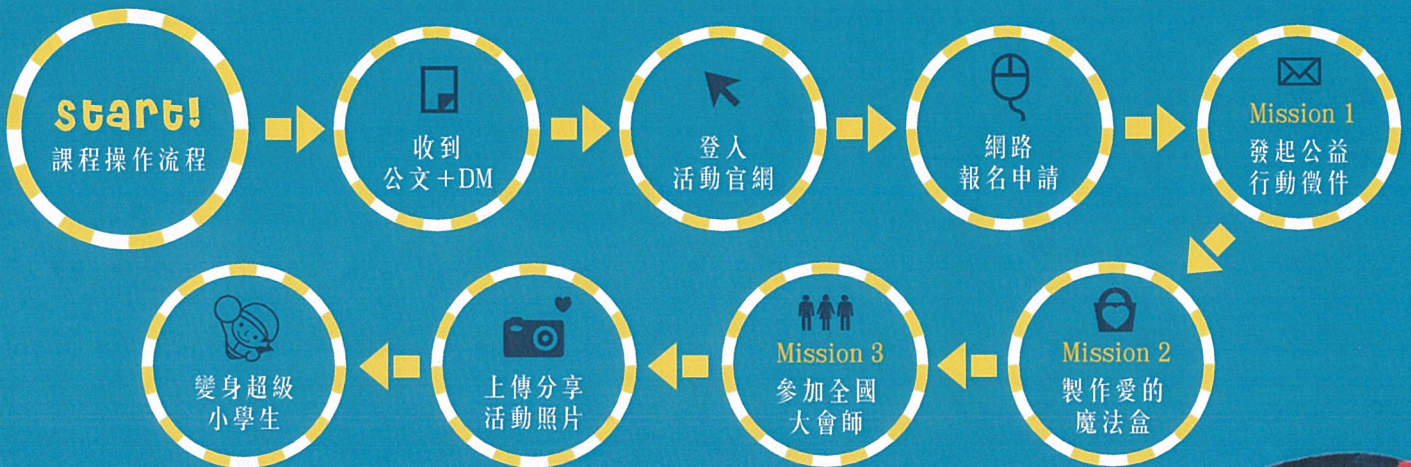 start!
課程操作流程
收到
公文+DM
登入
活動官網
網路
報名申請
Mission 1
發起公益
行動徵件
Mission 2
製作愛的
魔法盒
Mission 3
參加全國
大會師
上傳分享
活動照片
變身超級
小學生